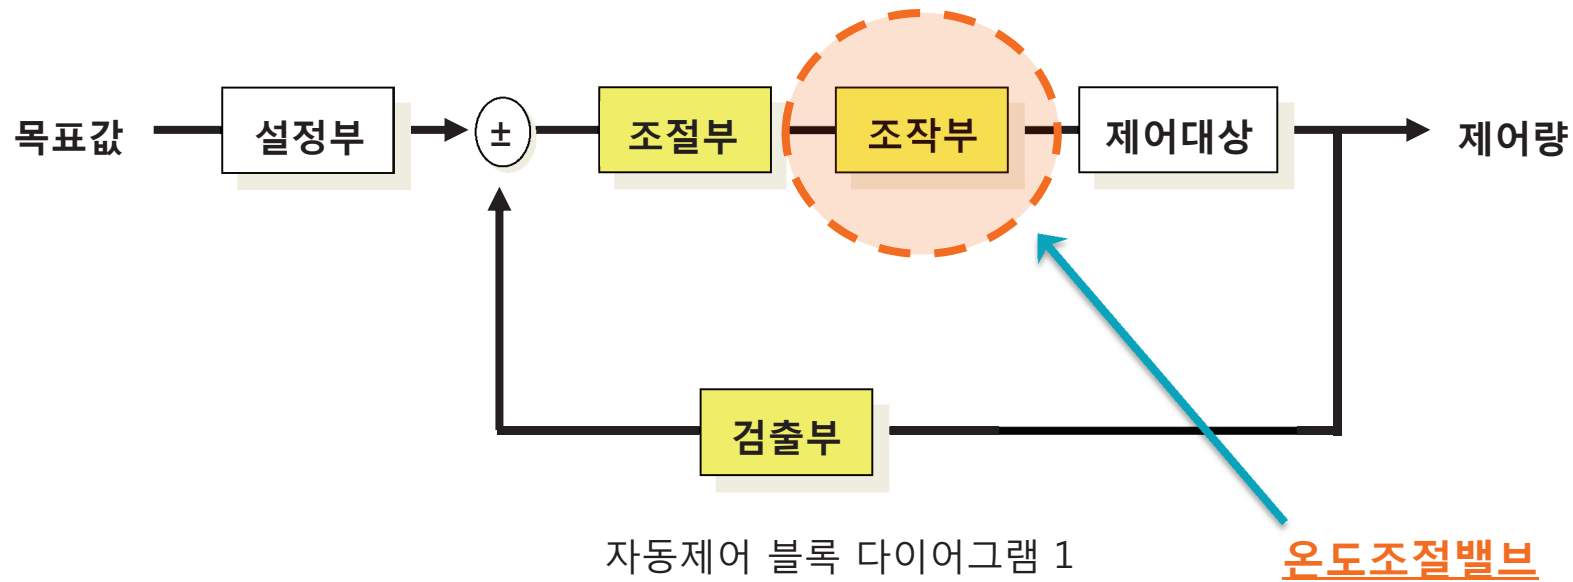 목표값
설정부
±
조절부
조작부
제어대상
제어량
검출부
자동제어 블록 다이어그램 1
온도조절밸브